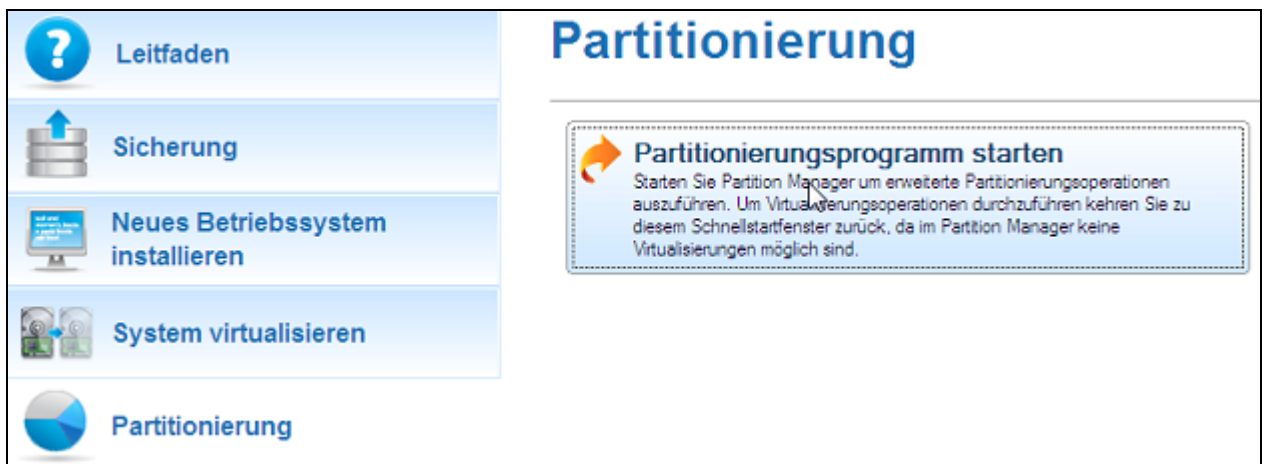 Leitfaden
Sicherung
Neues Betriebssystem
installieren
System virtualisieren
Partitionierung
Partitionierung
Partitionierungsprogramm starten
Starten Sie Partition Manager um erweiterte Partitionierungsoperationen
auszuführen. Um Virtualisierungsoperationen durchzuführen kehren Sie zu
diesem Schnellstartfenster zurück, da im Partition Manager keine
Virtualisierungen möglich sind.